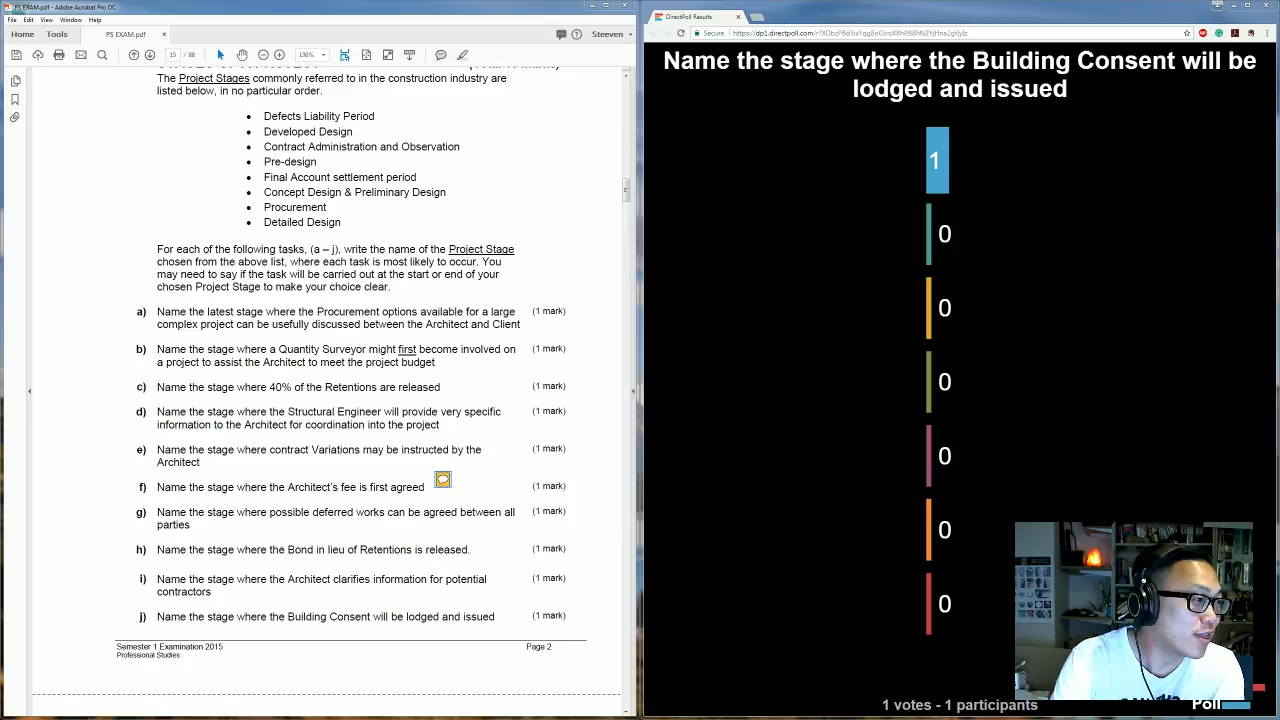 PS EXAM.pdf - Adobe Acrobat Pro DC
File Edit View Window Help
Home Tools PS EXAM.pdf × Steeven
15 / 88 130%
The Project Stages commonly referred to in the construction industry are
listed below, in no particular order.
• Defects Liability Period
• Developed Design
• Contract Administration and Observation
• Pre-design
• Final Account settlement period
• Concept Design & Preliminary Design
• Procurement
• Detailed Design
For each of the following tasks, (a – j), write the name of the Project Stage
chosen from the above list, where each task is most likely to occur. You
may need to say if the task will be carried out at the start or end of your
chosen Project Stage to make your choice clear.
a) Name the latest stage where the Procurement options available for a large (1 mark)
complex project can be usefully discussed between the Architect and Client
b) Name the stage where a Quantity Surveyor might first become involved on (1 mark)
a project to assist the Architect to meet the project budget
c) Name the stage where 40% of the Retentions are released (1 mark)
d) Name the stage where the Structural Engineer will provide very specific (1 mark)
information to the Architect for coordination into the project
e) Name the stage where contract Variations may be instructed by the (1 mark)
Architect
f) Name the stage where the Architect's fee is first agreed (1 mark)
g) Name the stage where possible deferred works can be agreed between all (1 mark)
parties
h) Name the stage where the Bond in lieu of Retentions is released. (1 mark)
i) Name the stage where the Architect clarifies information for potential (1 mark)
contractors
j) Name the stage where the Building Consent will be lodged and issued (1 mark)
Semester 1 Examination 2015 Page 2
Professional Studies
DirectPoll Results
Secure
Name the stage where the Building Consent will be
lodged and issued
1
0
0
0
0
0
0
1 votes - 1 participants
Poll